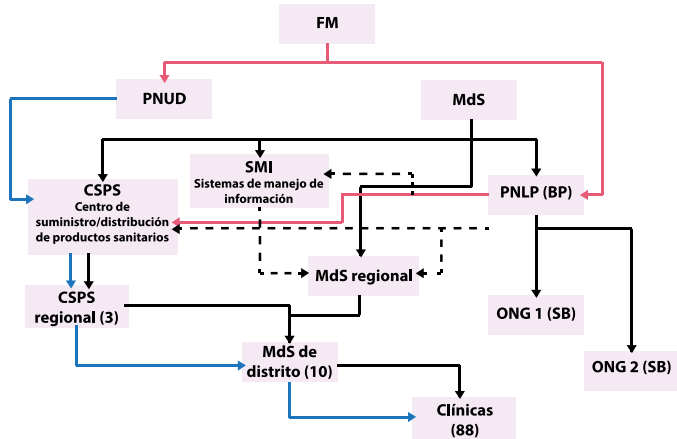 FM
PNUD
MdS
CSPS
Centro de
suministro/distribución
de productos sanitarios
SMI
Sistemas de manejo de
información
PNLP (BP)
MdS regional
CSPS
regional (3)
ONG 1 (SB)
MdS de
distrito (10)
ONG 2 (SB)
Clínicas
(88)